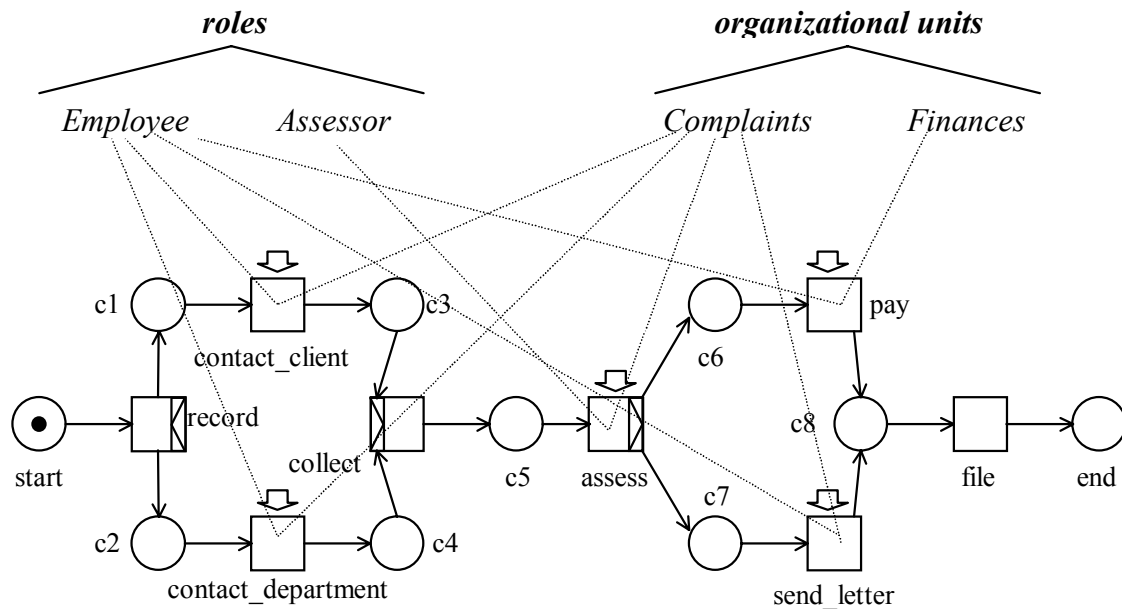 roles
organizational units
Employee
Assessor
Complaints
Finances
c1
c3
pay
contact_client
c6
record
c8
start
collect
c5
assess
file
end
c7
c2
c4
contact_department
send_letter